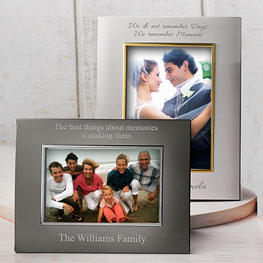 We do not remember Days,
We remember Moments.
The best things about memories
is making them
The Williams Family